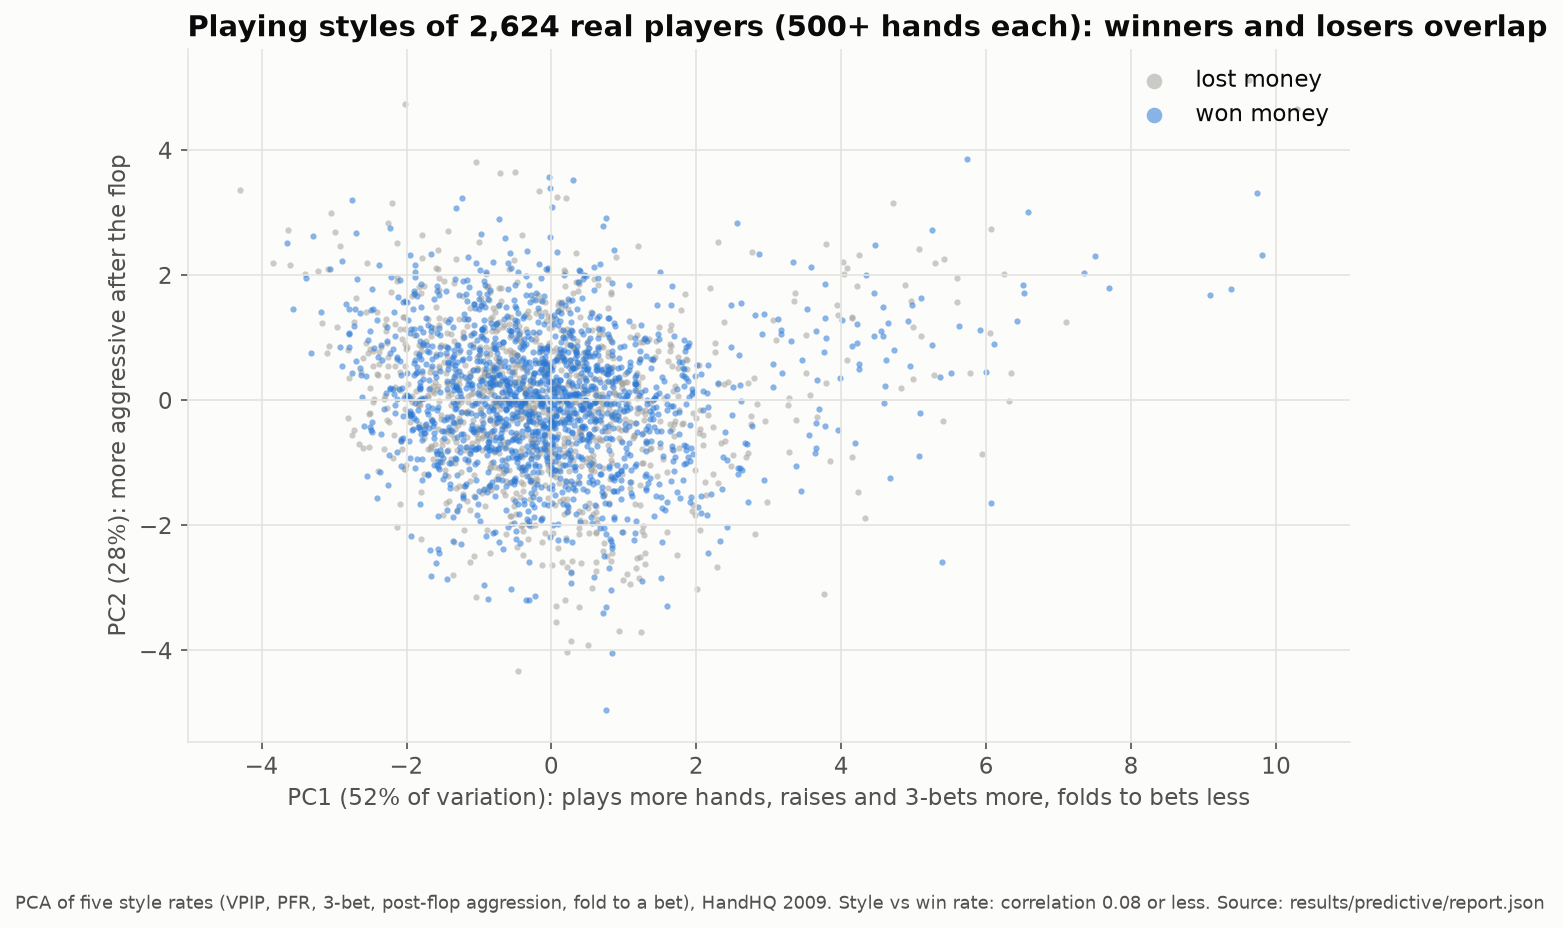 Playing styles of 2,624 real players (500+ hands each): winners and losers overlap
lost money
won money
PC2 (28%): more aggressive after the flop
4
2
0
−2
−4
−4
−2
0
2
4
6
8
10
PC1 (52% of variation): plays more hands, raises and 3-bets more, folds to bets less
PCA of five style rates (VPIP, PFR, 3-bet, post-flop aggression, fold to a bet), HandHQ 2009. Style vs win rate: correlation 0.08 or less. Source: results/predictive/report.json